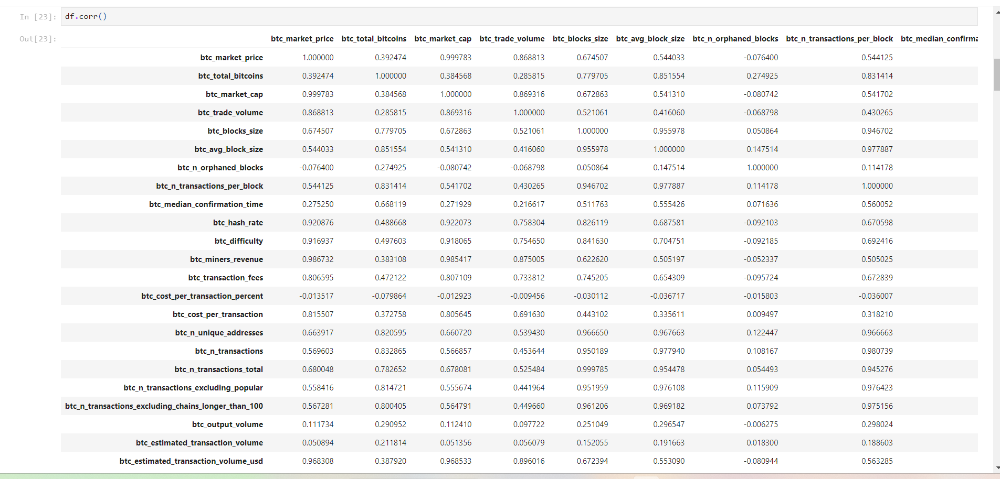 In [23]: df.corr()
Out[23]:
btc_market_price btc_total_bitcoins btc_market_cap btc_trade_volume btc_blocks_size btc_avg_block_size btc_n_orphaned_blocks btc_n_transactions_per_block btc_median_confirma
btc_market_price 1.000000 0.392474 0.999783 0.868813 0.674507 0.544033 -0.076400 0.544125
btc_total_bitcoins 0.392474 1.000000 0.384568 0.285815 0.779705 0.851554 0.274925 0.831414
btc_market_cap 0.999783 0.384568 1.000000 0.869316 0.672863 0.541310 -0.080742 0.541702
btc_trade_volume 0.868813 0.285815 0.869316 1.000000 0.521061 0.416060 -0.068798 0.430265
btc_blocks_size 0.674507 0.779705 0.672863 0.521061 1.000000 0.955978 0.050864 0.946702
btc_avg_block_size 0.544033 0.851554 0.541310 0.416060 0.955978 1.000000 0.147514 0.977887
btc_n_orphaned_blocks -0.076400 0.274925 -0.080742 -0.068798 0.050864 0.147514 1.000000 0.114178
btc_n_transactions_per_block 0.544125 0.831414 0.541702 0.430265 0.946702 0.977887 0.114178 1.000000
btc_median_confirmation_time 0.275250 0.668119 0.271929 0.216617 0.511763 0.555426 0.071636 0.560052
btc_hash_rate 0.920876 0.488668 0.922073 0.758304 0.826119 0.687581 -0.092103 0.670598
btc_difficulty 0.916937 0.497603 0.918065 0.754650 0.841630 0.704751 -0.092185 0.692416
btc_miners_revenue 0.986732 0.383108 0.985417 0.875005 0.622620 0.505197 -0.052337 0.505025
btc_transaction_fees 0.806595 0.472122 0.807109 0.733812 0.745205 0.654309 -0.095724 0.672839
btc_cost_per_transaction_percent -0.013517 -0.079864 -0.012923 -0.009456 -0.030112 -0.036717 -0.015803 -0.036007
btc_cost_per_transaction 0.815507 0.372758 0.805645 0.691630 0.443102 0.335611 0.009497 0.318210
btc_n_unique_addresses 0.663917 0.820595 0.660720 0.539430 0.966650 0.967663 0.122447 0.966663
btc_n_transactions 0.569603 0.832865 0.566857 0.453644 0.950189 0.977940 0.108167 0.980739
btc_n_transactions_total 0.680048 0.782652 0.678081 0.525484 0.999785 0.954478 0.054493 0.945276
btc_n_transactions_excluding_popular 0.558416 0.814721 0.555674 0.441964 0.951959 0.976108 0.115909 0.976423
btc_n_transactions_excluding_chains_longer_than_100 0.567281 0.800405 0.564791 0.449660 0.961206 0.969182 0.073792 0.975156
btc_output_volume 0.111734 0.290952 0.112410 0.097722 0.251049 0.296547 -0.006275 0.298024
btc_estimated_transaction_volume 0.050894 0.211814 0.051356 0.056079 0.152055 0.191663 0.018300 0.188603
btc_estimated_transaction_volume_usd 0.968308 0.387920 0.968533 0.896016 0.672394 0.553090 -0.080944 0.563285